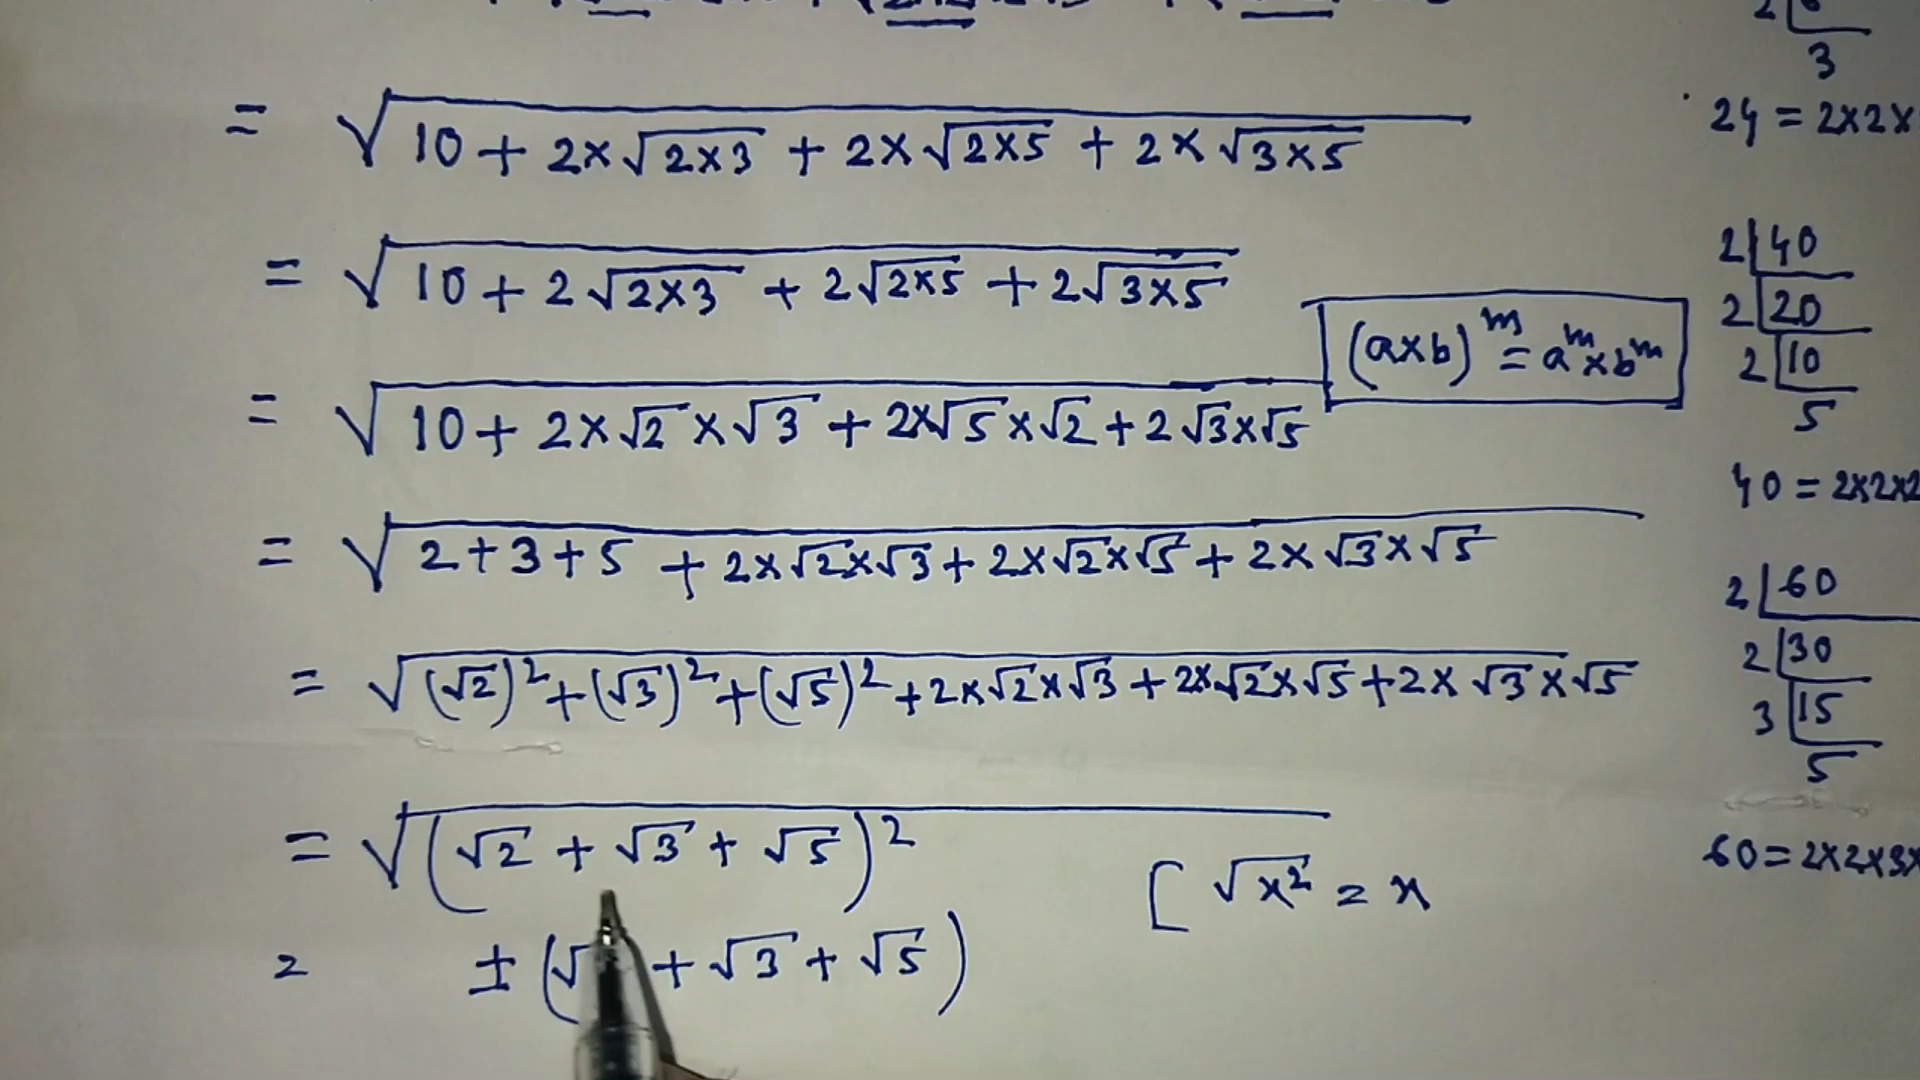 = √(10 + 2×√(2×3) + 2×√(2×5) + 2×√(3×5))
= √(10 + 2√(2×3) + 2√(2×5) + 2√(3×5))
(a×b)^m = a^m × b^m
= √(10 + 2×√2×√3 + 2×√5×√2 + 2√3×√5)
= √(2+3+5 + 2×√2×√3 + 2×√2×√5 + 2×√3×√5)
= √((√2)² + (√3)² + (√5)² + 2×√2×√3 + 2×√2×√5 + 2×√3×√5)
= √((√2 + √3 + √5)²)
[ √x² = x
= ± (√ + √3 + √5)
3
24 = 2×2×
2 | 40
2 | 20
2 | 10
5
40 = 2×2×2
2 | 60
2 | 30
3 | 15
5
60 = 2×2×3×